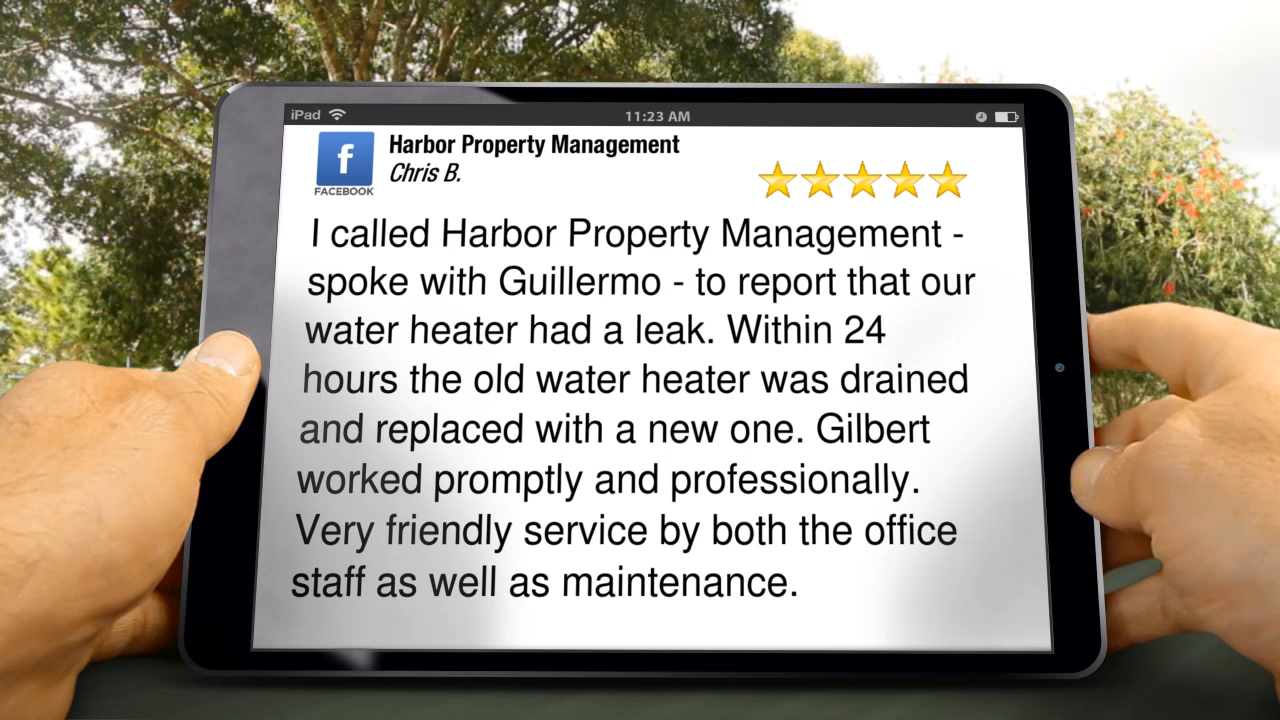 iPad 11:23 AM
f Harbor Property Management
FACEBOOK Chris B.
I called Harbor Property Management -
spoke with Guillermo - to report that our
water heater had a leak. Within 24
hours the old water heater was drained
and replaced with a new one. Gilbert
worked promptly and professionally.
Very friendly service by both the office
staff as well as maintenance.